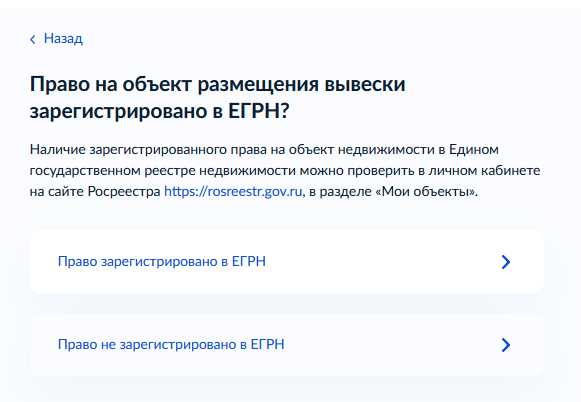 Назад
Право на объект размещения вывески
зарегистрировано в ЕГРН?
Наличие зарегистрированного права на объект недвижимости в Едином
государственном реестре недвижимости можно проверить в личном кабинете
на сайте Росреестра https://rosreestr.gov.ru, в разделе «Мои объекты».
Право зарегистрировано в ЕГРН
Право не зарегистрировано в ЕГРН